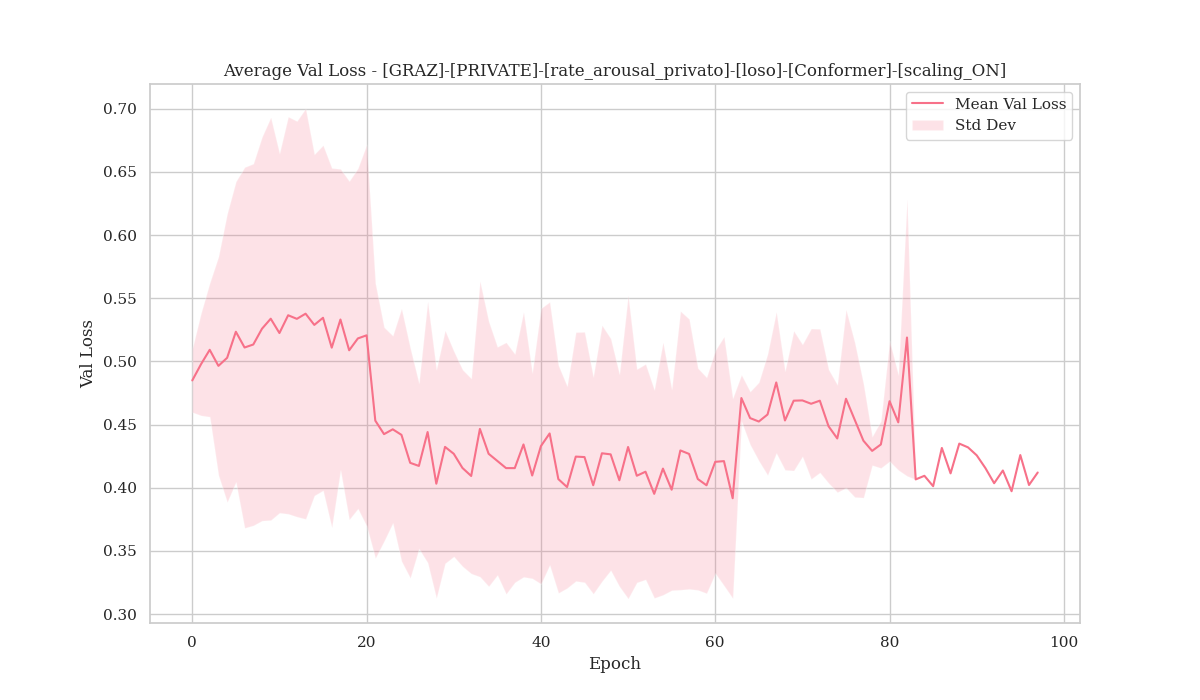 Average Val Loss - [GRAZ]-[PRIVATE]-[rate_arousal_privato]-[loso]-[Conformer]-[scaling_ON]
Mean Val Loss
Std Dev
0.70
0.65
0.60
0.55
0.50
0.45
0.40
0.35
0.30
Val Loss
0 20 40 60 80 100
Epoch